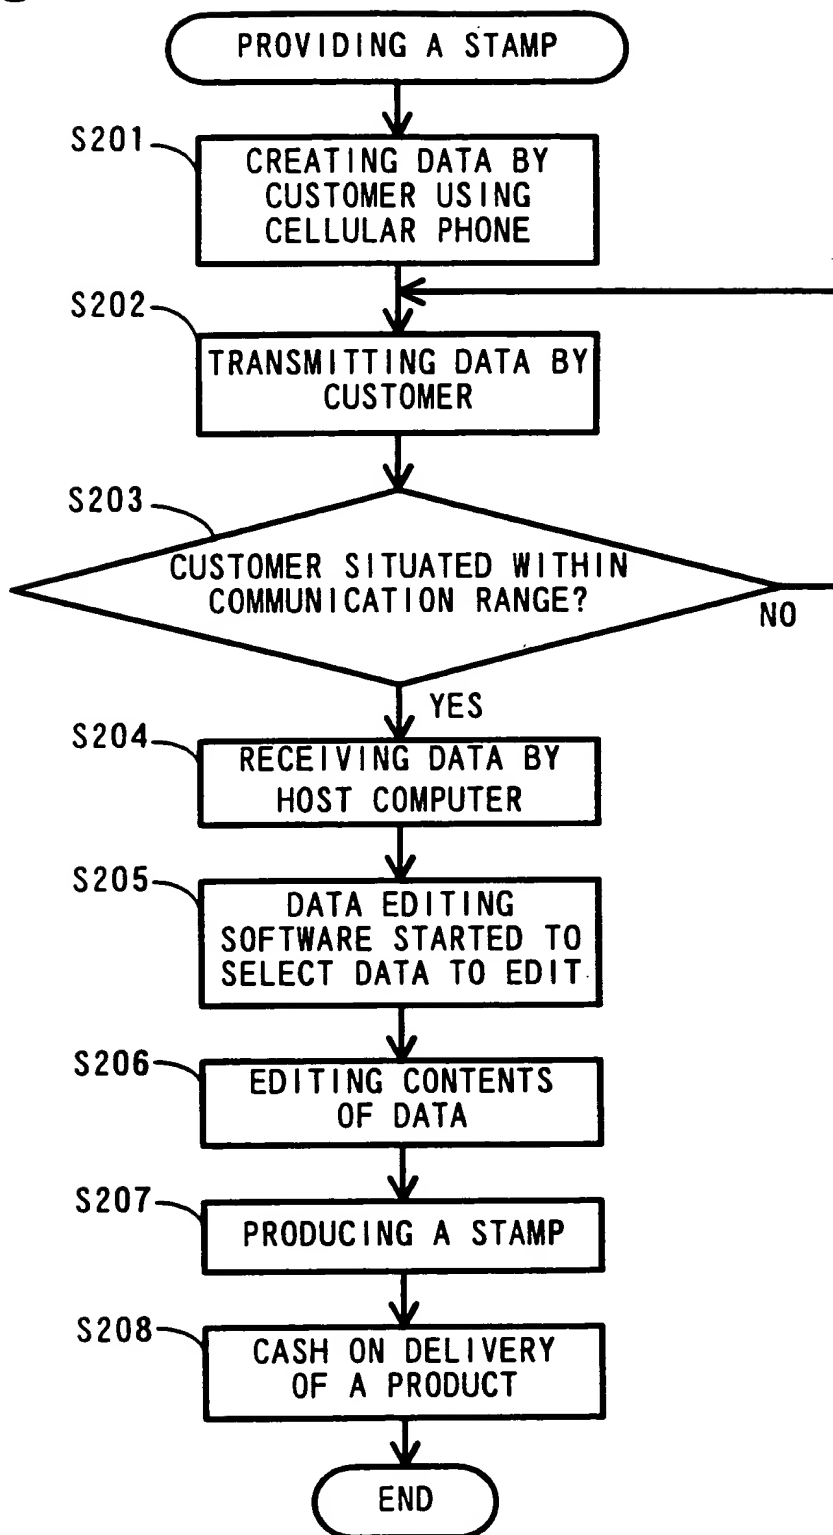 PROVIDING A STAMP
S201
CREATING DATA BY
CUSTOMER USING
CELLULAR PHONE
S202
TRANSMITTING DATA BY
CUSTOMER
S203
CUSTOMER SITUATED WITHIN
COMMUNICATION RANGE?
NO
YES
S204
RECEIVING DATA BY
HOST COMPUTER
S205
DATA EDITING
SOFTWARE STARTED TO
SELECT DATA TO EDIT
S206
EDITING CONTENTS
OF DATA
S207
PRODUCING A STAMP
S208
CASH ON DELIVERY
OF A PRODUCT
END